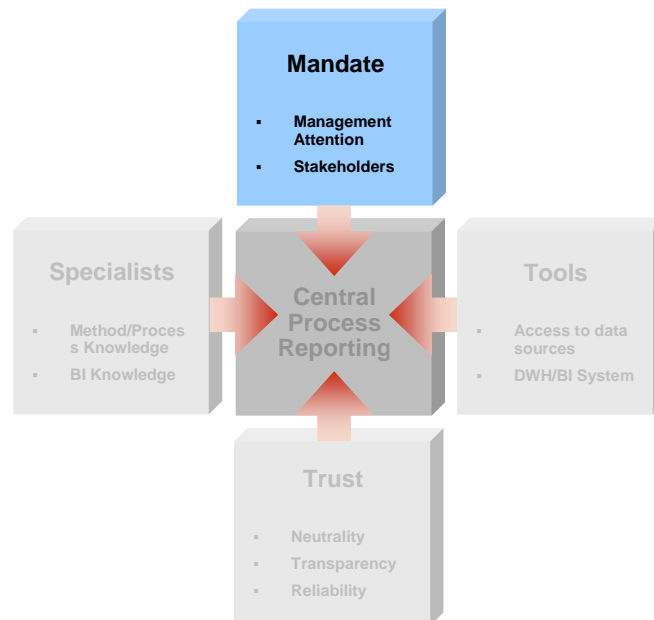 Mandate
▪ Management
Attention
▪ Stakeholders
Specialists
▪ Method/Proces
s Knowledge
▪ BI Knowledge
Central
Process
Reporting
Tools
▪ Access to data
sources
▪ DWH/BI System
Trust
▪ Neutrality
▪ Transparency
▪ Reliability